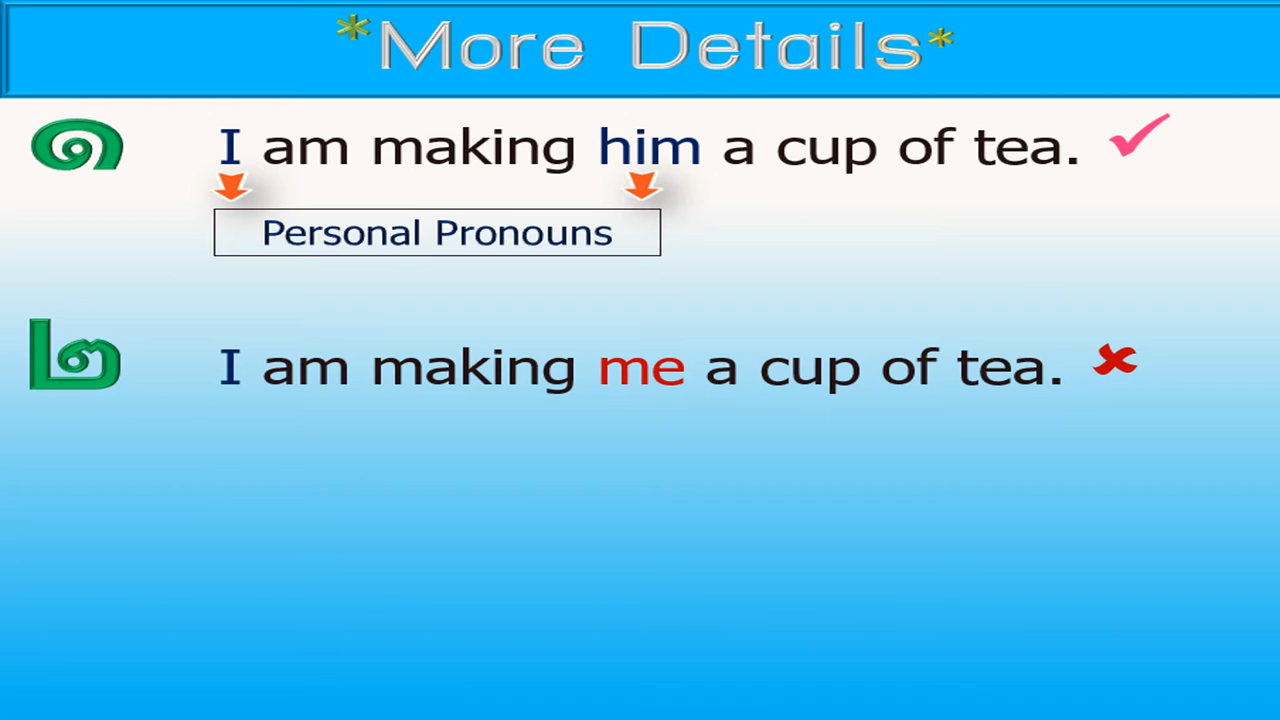 *More Details*
๑ I am making him a cup of tea.
Personal Pronouns
๒ I am making me a cup of tea.